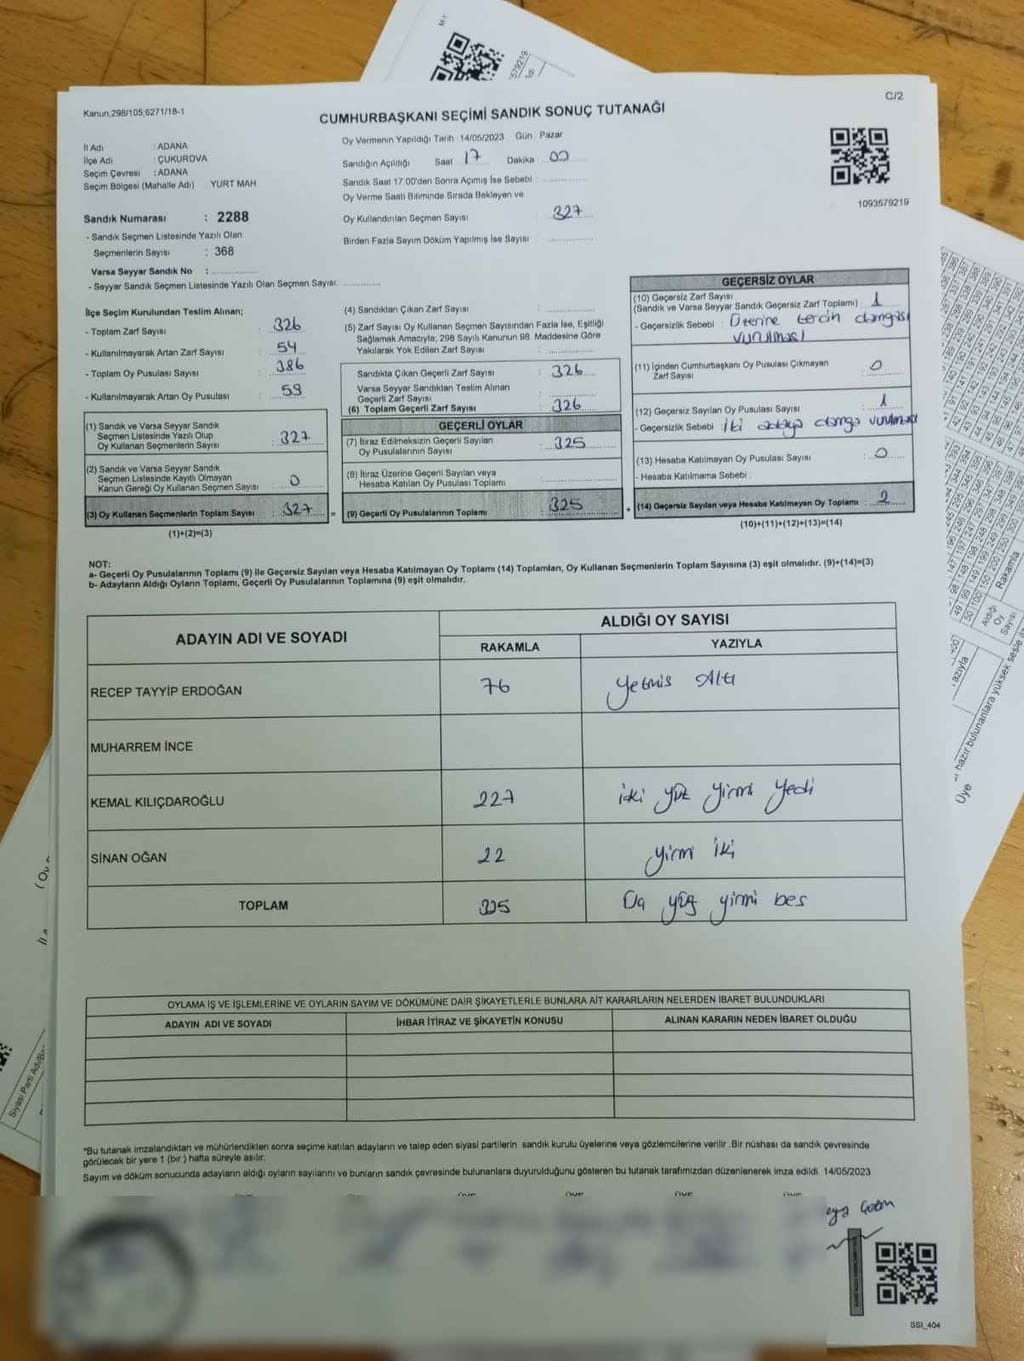 M-1
C/2
Kanun.298/105,6271/18-1
CUMHURBAŞKANI SEÇİMİ SANDIK SONUÇ TUTANAĞI
İl Adı : ADANA
İlçe Adı : ÇUKUROVA
Seçim Çevresi : ADANA
Seçim Bölgesi (Mahalle Adı) YURT MAH
Sandık Numarası : 2288
- Sandık Seçmen Listesinde Yazılı Olan
Seçmenlerin Sayısı : 368
Varsa Seyyar Sandık No :
- Seyyar Sandık Seçmen Listesinde Yazılı Olan Seçmen Sayısı:
Oy Vermenin Yapıldığı Tarih :14/05/2023 Gün : Pazar
Sandığın Açıldığı Saat : 17 Dakika : 00
Sandık Saat 17:00'den Sonra Açımış İse Sebebi :
Oy Verme Saati Bitiminde Sırada Bekleyen ve
Oy Kullandırılan Seçmen Sayısı : 327
Birden Fazla Sayım Döküm Yapılmış İse Sayısı :
1093579219
İlçe Seçim Kurulundan Teslim Alınan;
- Toplam Zarf Sayısı : 326
- Kullanılmayarak Artan Zarf Sayısı : 54
- Toplam Oy Pusulası Sayısı : 386
- Kullanılmayarak Artan Oy Pusulası : 59
(1) Sandık ve Varsa Seyyar Sandık
Seçmen Listesinde Yazılı Olup
Oy Kullanan Seçmenlerin Sayısı : 327
(2) Sandık ve Varsa Seyyar Sandık
Seçmen Listesinde Kayıtlı Olmayan
Kanun Gereği Oy Kullanan Seçmen Sayısı : 0
(3) Oy Kullanan Seçmenlerin Toplam Sayısı : 327 =
(1)+(2)=(3)
(4) Sandıktan Çıkan Zarf Sayısı :
(5) Zarf Sayısı Oy Kullanan Seçmen Sayısından Fazla İse, Eşitliği
Sağlamak Amacıyla; 298 Sayılı Kanunun 98. Maddesine Göre
Yakılarak Yok Edilen Zarf Sayısı :
Sandıkta Çıkan Geçerli Zarf Sayısı : 326
Varsa Seyyar Sandıktan Teslim Alınan
Geçerli Zarf Sayısı :
(6) Toplam Geçerli Zarf Sayısı : 326
GEÇERLİ OYLAR
(7) İtiraz Edilmeksizin Geçerli Sayılan
Oy Pusulalarının Sayısı : 325
(8) İtiraz Üzerine Geçerli Sayılan veya
Hesaba Katılan Oy Pusulası Toplamı :
(9) Geçerli Oy Pusulalarının Toplamı : 325 +
GEÇERSİZ OYLAR
(10) Geçersiz Zarf Sayısı
(Sandık ve Varsa Seyyar Sandık Geçersiz Zarf Toplamı) : 1
- Geçersizlik Sebebi : Üzerine tercih damgası
vurulması
(11) İçinden Cumhurbaşkanı Oy Pusulası Çıkmayan
Zarf Sayısı : 0
(12) Geçersiz Sayılan Oy Pusulası Sayısı : 1
- Geçersizlik Sebebi : İki adaya damga vurulması
(13) Hesaba Katılmayan Oy Pusulası Sayısı : 0
- Hesaba Katılmama Sebebi :
(14) Geçersiz Sayılan veya Hesaba Katılmayan Oy Toplamı : 2
(10)+(11)+(12)+(13)=(14)
NOT:
a- Geçerli Oy Pusulalarının Toplamı (9) ile Geçersiz Sayılan veya Hesaba Katılmayan Oy Toplamı (14) Toplamları, Oy Kullanan Seçmenlerin Toplam Sayısına (3) eşit olmalıdır. (9)+(14)=(3)
b- Adayların Aldığı Oyların Toplamı, Geçerli Oy Pusulalarının Toplamına (9) eşit olmalıdır.
ADAYIN ADI VE SOYADI
ALDIĞI OY SAYISI
RAKAMLA YAZIYLA
RECEP TAYYİP ERDOĞAN 76 Yetmis Altı
MUHARREM İNCE
KEMAL KILIÇDAROĞLU 227 iki yüz yirmi yedi
SİNAN OĞAN 22 yirmi iki
TOPLAM 325 yüz yirmi bes
OYLAMA İŞ VE İŞLEMLERİNE VE OYLARIN SAYIM VE DÖKÜMÜNE DAİR ŞİKAYETLERLE BUNLARA AİT KARARLARIN NELERDEN İBARET BULUNDUKLARI
ADAYIN ADI VE SOYADI İHBAR İTİRAZ VE ŞİKAYETİN KONUSU ALINAN KARARIN NEDEN İBARET OLDUĞU
*Bu tutanak imzalandıktan ve mühürlendikten sonra seçime katılan adayların ve talep eden siyasi partilerin sandık kurulu üyelerine veya gözlemcilerine verilir .Bir nüshası da sandık çevresinde
görülecek bir yere 1 (bir ) hafta süreyle asılır.
Sayım ve döküm sonucunda adayların aldığı oyların sayılarını ve bunların sandık çevresinde bulunanlara duyurulduğunu gösteren bu tutanak tarafımızdan düzenlenerek imza edildi. 14/05/2023
SSI_404
Aldığı
Oy
Sayısı
Rakamla
hazır bulunanlara yüksek sesle
Üye
Siyasi Parti Adı/